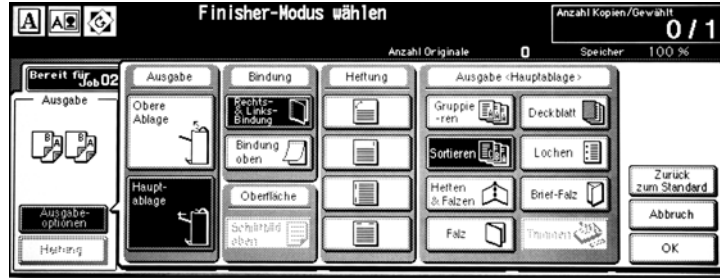 Finisher-Modus wählen
Anzahl Kopien/Gewählt
0 / 1
Anzahl Originale 0 Speicher 100 %
Bereit für Job 02
Ausgabe
Ausgabe-
optionen
Heftung
Ausgabe
Obere
Ablage
Haupt-
ablage
Bindung
Rechts-
& Links-
Bindung
Bindung
oben
Oberfläche
Schriftbild
oben
Heftung
Ausgabe <Hauptablage>
Gruppie
-ren
Deckblatt
Sortieren
Lochen
Heften
& Falzen
Brief-Falz
Falz
Trimmen
Zurück
zum Standard
Abbruch
OK